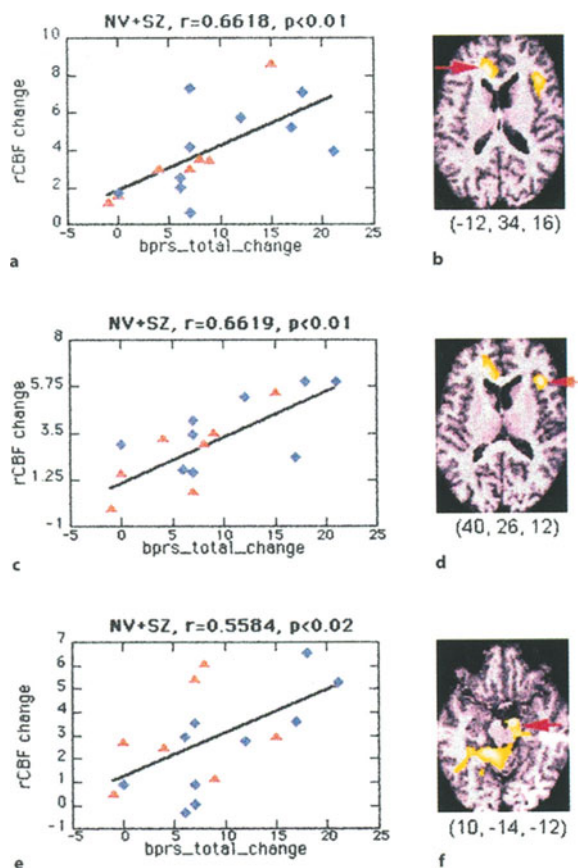 NV+SZ, r=0.6618, p<0.01
10
8
6
4
2
0
-5 0 5 10 15 20 25
rCBF change
bprs_total_change
a
(-12, 34, 16)
b
NV+SZ, r=0.6619, p<0.01
8
5.75
3.5
1.25
-1
-5 0 5 10 15 20 25
rCBF change
bprs_total_change
c
(40, 26, 12)
d
NV+SZ, r=0.5584, p<0.02
7
6
5
4
3
2
1
0
-1
-5 0 5 10 15 20 25
rCBF change
bprs_total_change
e
(10, -14, -12)
f